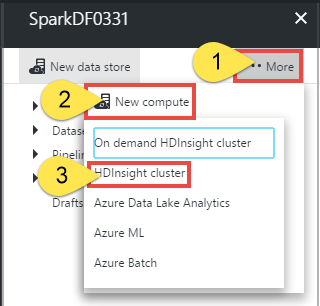 SparkDF0331
New data store
1
More
2
New compute
Datase
On demand HDInsight cluster
Pipelin
3
HDInsight cluster
Drafts
Azure Data Lake Analytics
Azure ML
Azure Batch